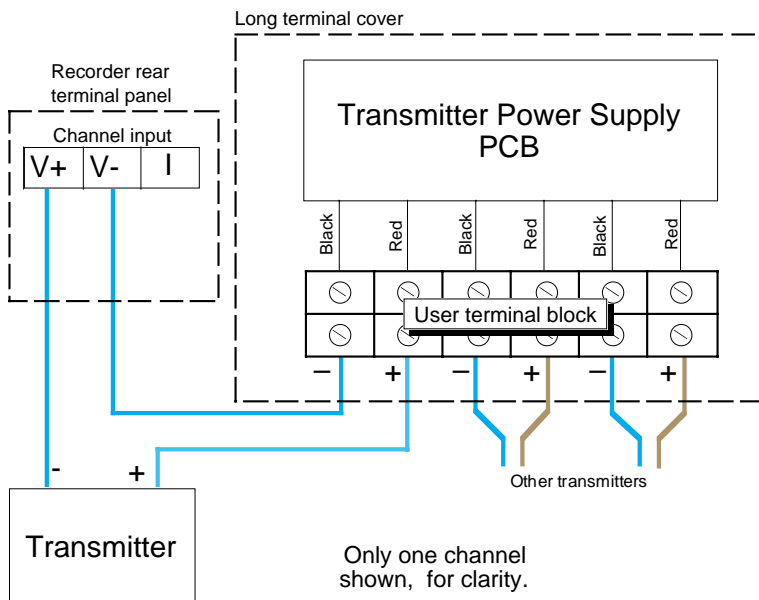 Long terminal cover
Recorder rear
terminal panel
Channel input
V+ V- I
Transmitter Power Supply
PCB
Black Red Black Red Black Red
User terminal block
– + – + – +
- +
Other transmitters
Transmitter
Only one channel
shown, for clarity.